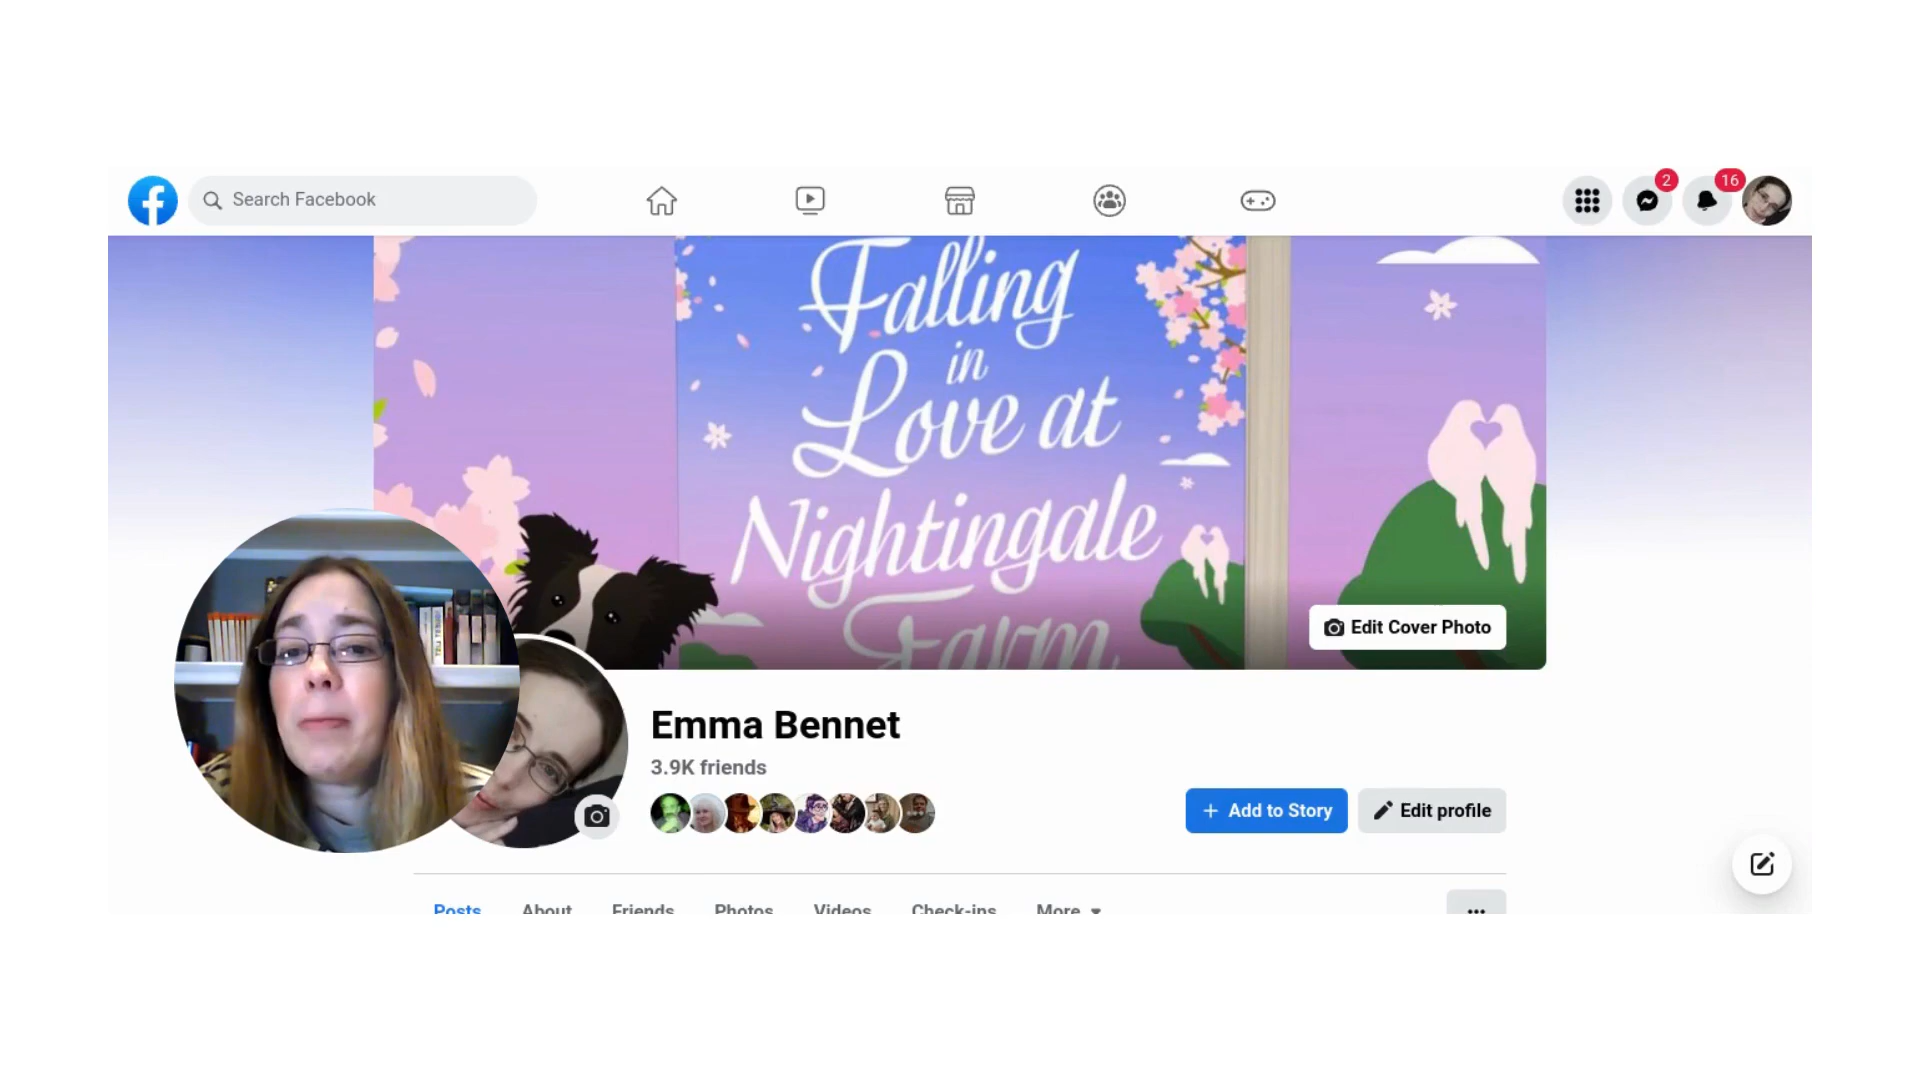 Search Facebook
2
16
Falling
in
Love at
Nightingale
Farm
Edit Cover Photo
Emma Bennet
3.9K friends
+ Add to Story
Edit profile
Posts About Friends Photos Videos Check-ins More